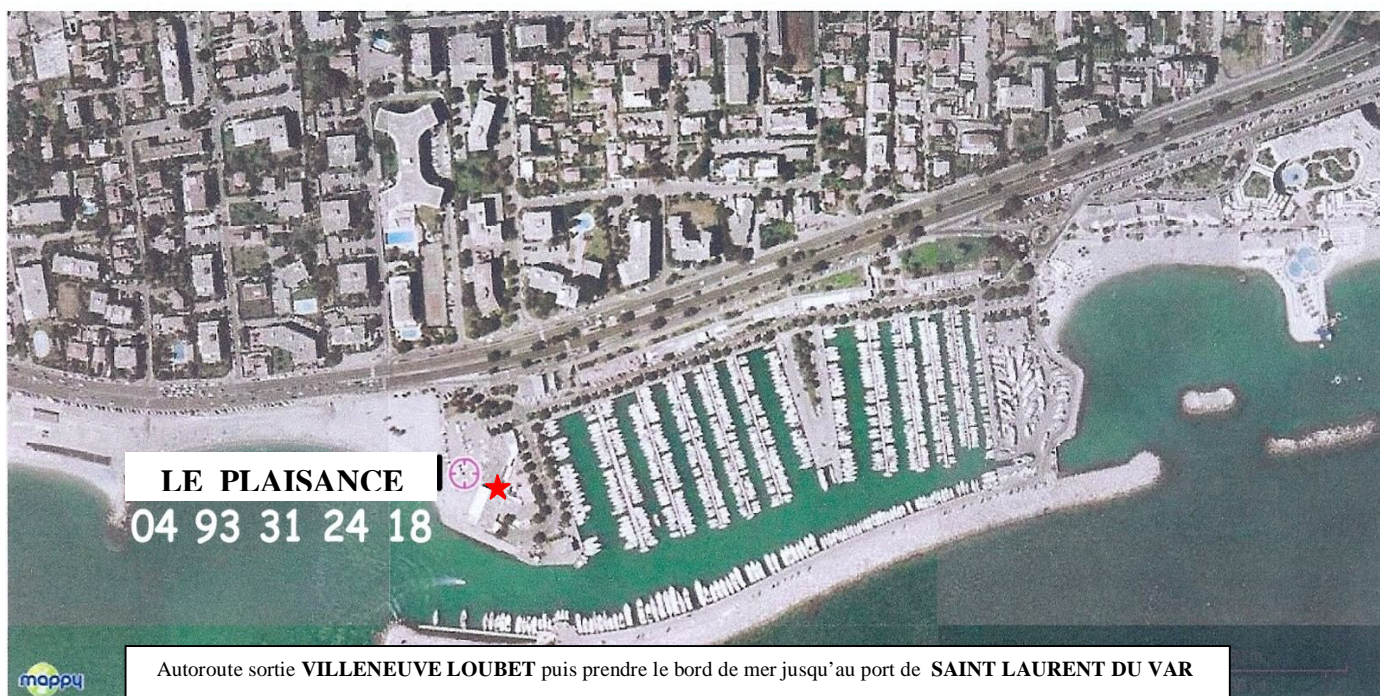 LE PLAISANCE
04 93 31 24 18
Autoroute sortie VILLENEUVE LOUBET puis prendre le bord de mer jusqu'au port de SAINT LAURENT DU VAR
mappy